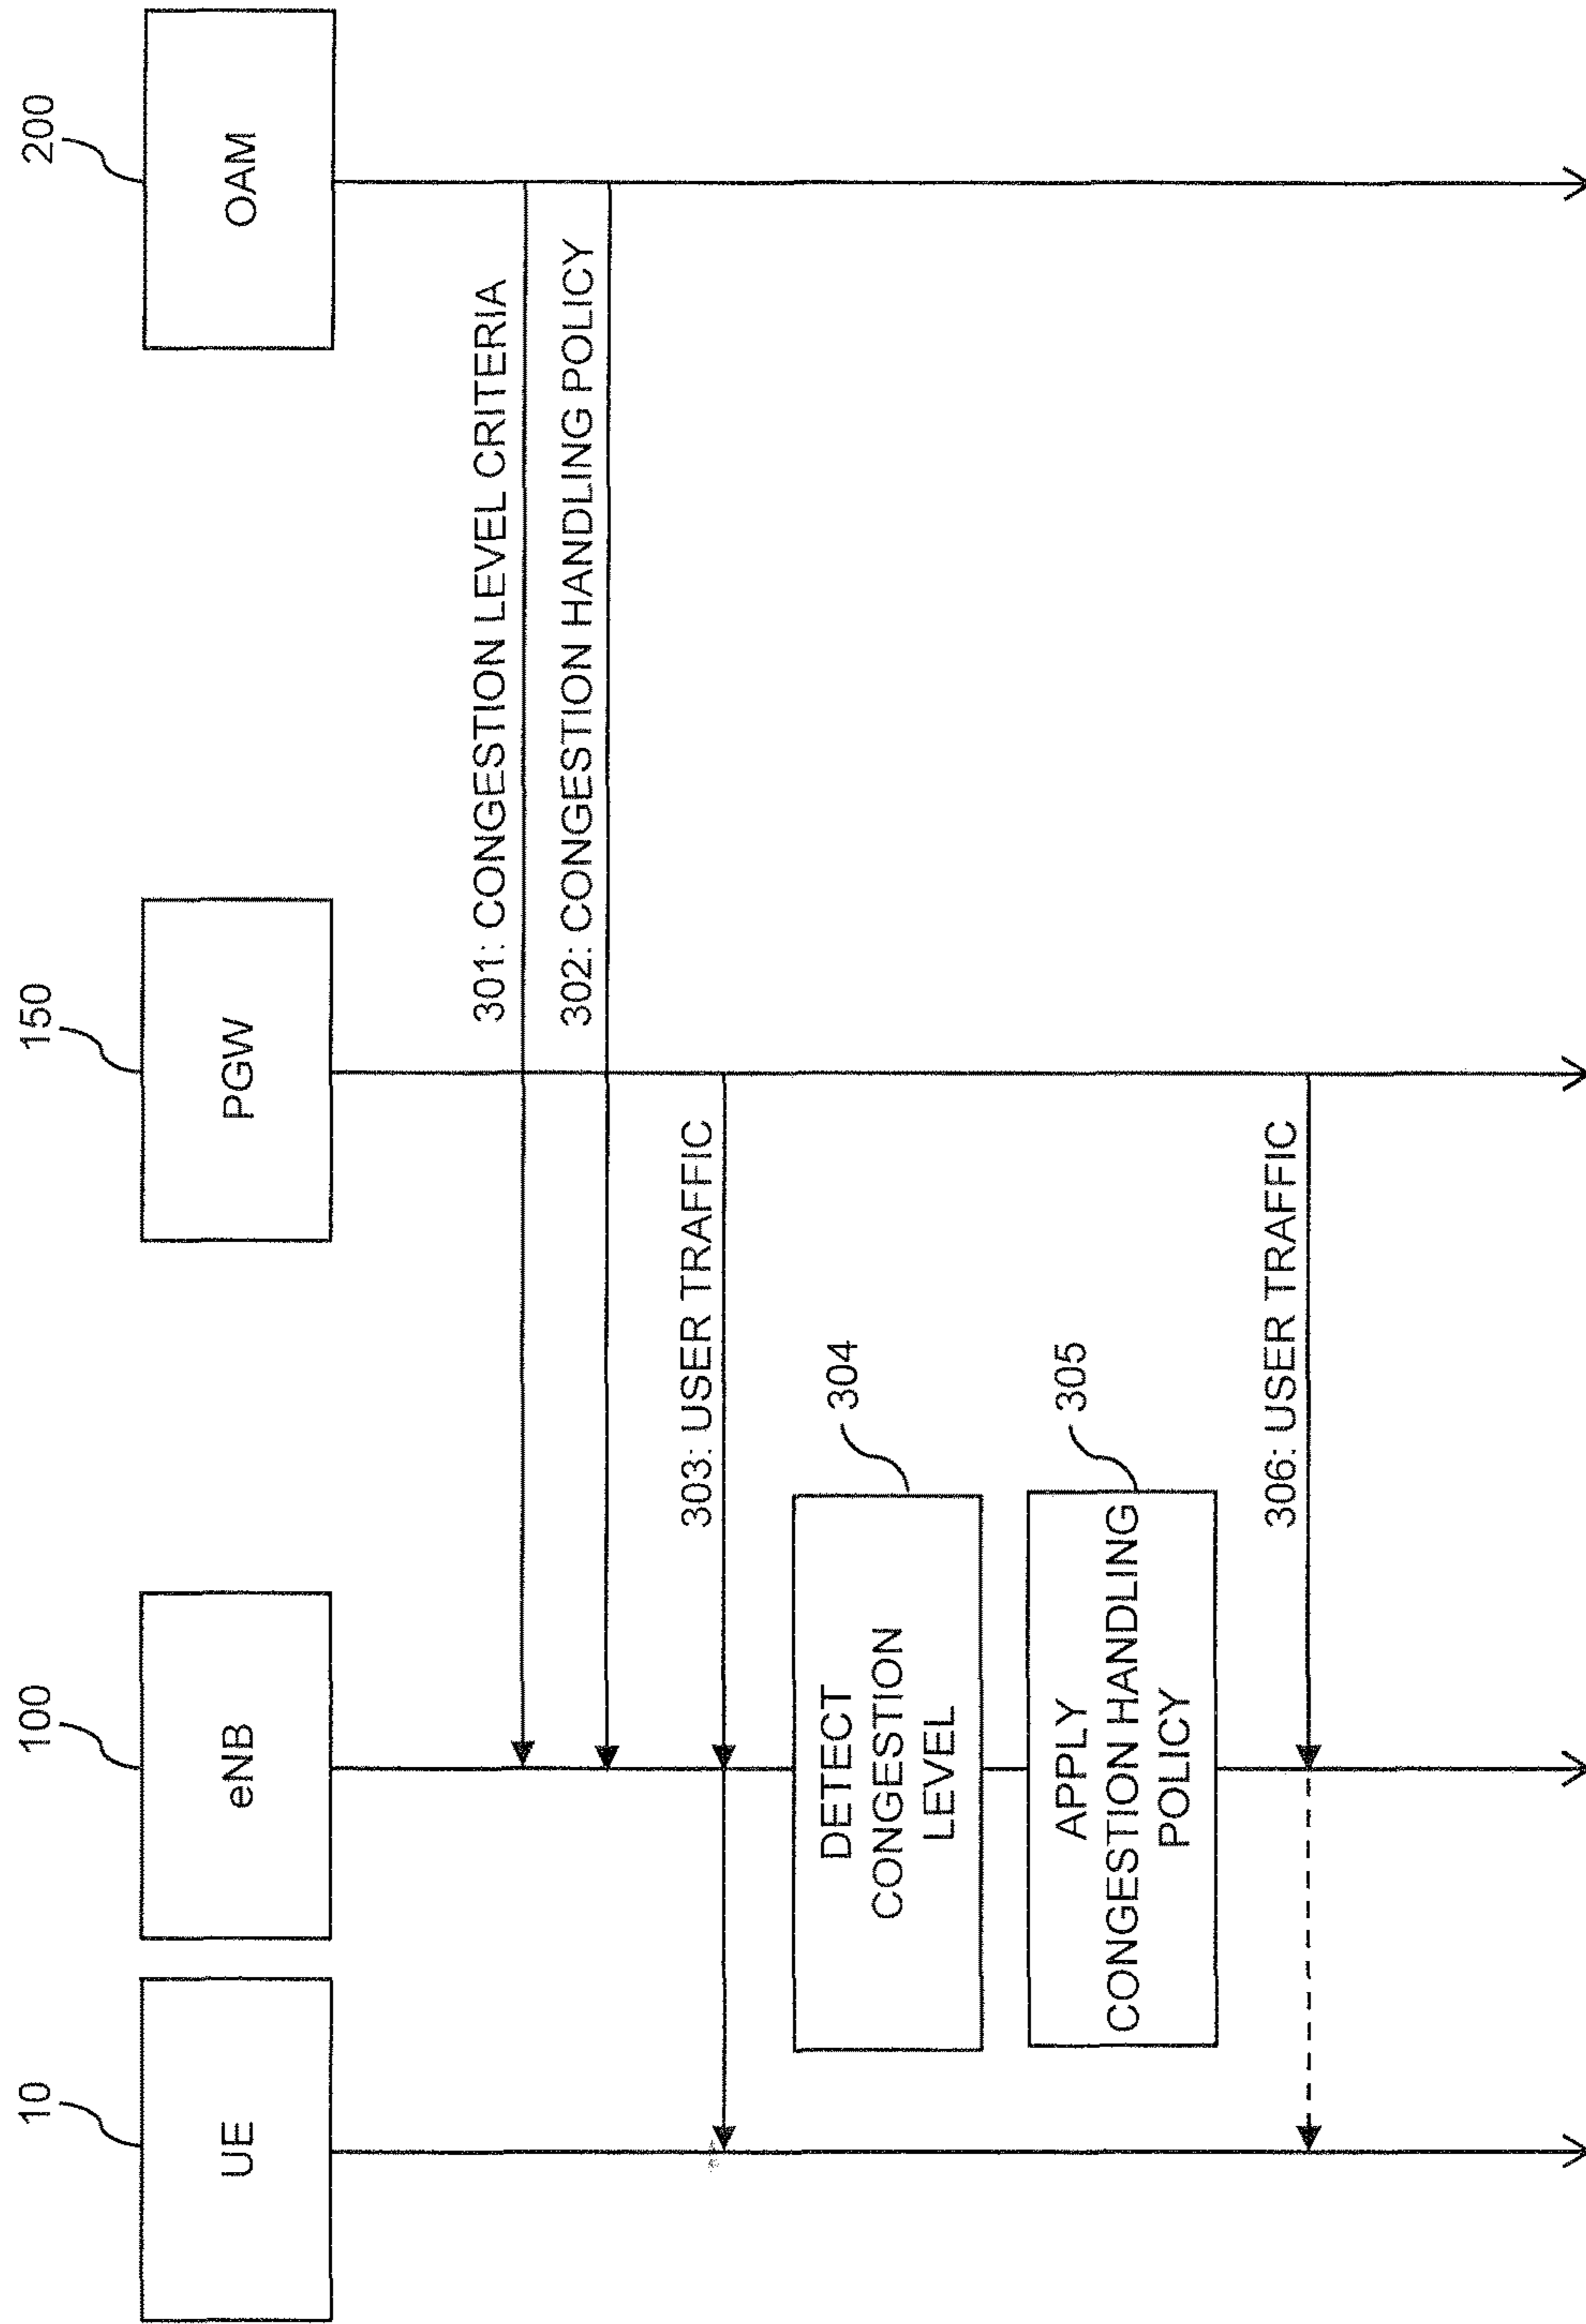 10
100
150
200
UE
eNB
PGW
OAM
301: CONGESTION LEVEL CRITERIA
302: CONGESTION HANDLING POLICY
303: USER TRAFFIC
DETECT
CONGESTION
LEVEL
304
APPLY
CONGESTION HANDLING
POLICY
305
306: USER TRAFFIC